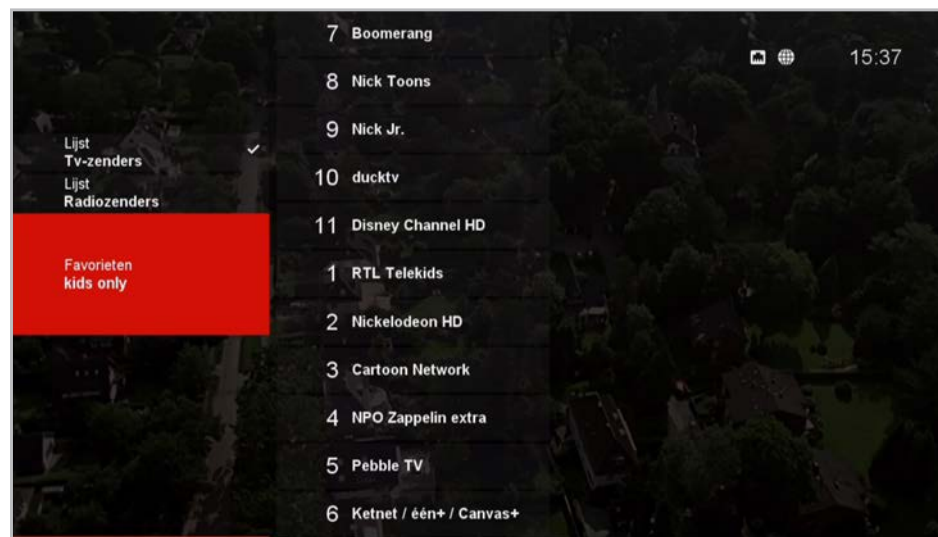 15:37
Lijst
Tv-zenders
Lijst
Radiozenders
Favorieten
kids only
7 Boomerang
8 Nick Toons
9 Nick Jr.
10 ducktv
11 Disney Channel HD
1 RTL Telekids
2 Nickelodeon HD
3 Cartoon Network
4 NPO Zappelin extra
5 Pebble TV
6 Ketnet / één+ / Canvas+